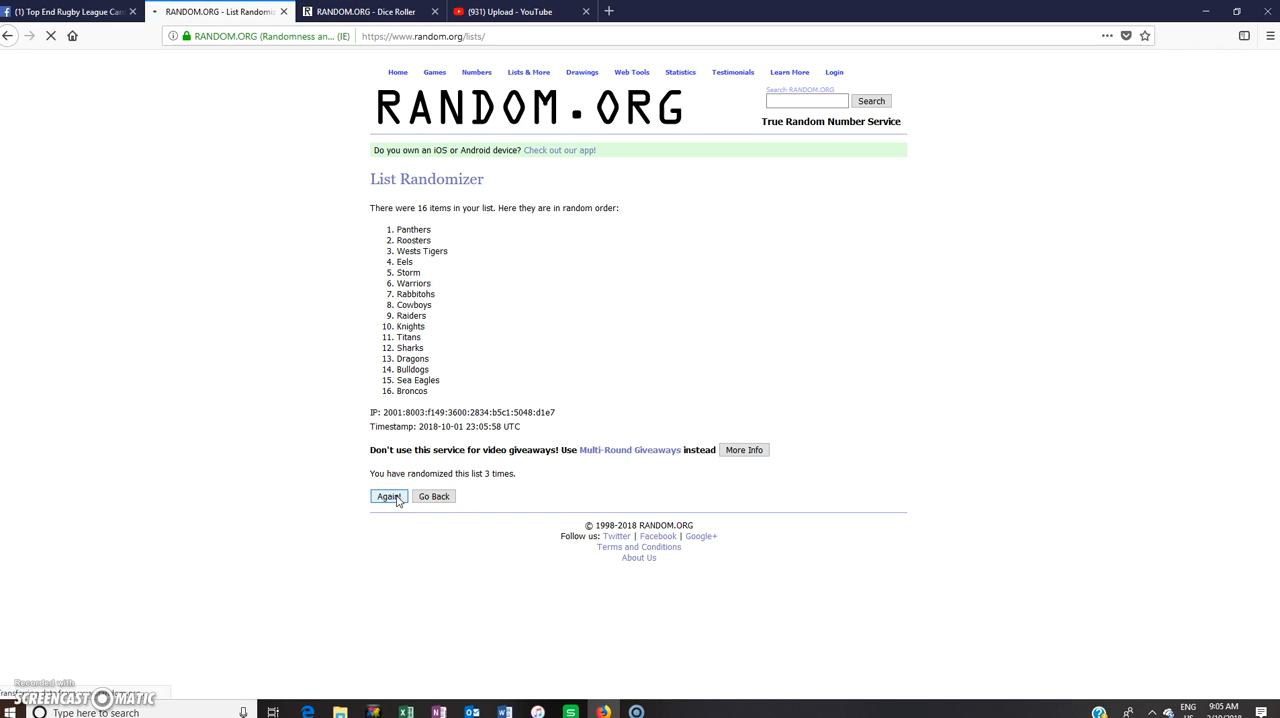 (1) Top End Rugby League Car
RANDOM.ORG - List Randomiz
RANDOM.ORG - Dice Roller
(931) Upload - YouTube
RANDOM.ORG (Randomness an... (IE)
https://www.random.org/lists/
Home Games Numbers Lists & More Drawings Web Tools Statistics Testimonials Learn More Login
RANDOM.ORG
Search RANDOM.ORG
Search
True Random Number Service
Do you own an iOS or Android device? Check out our app!
List Randomizer
There were 16 items in your list. Here they are in random order:
1. Panthers
2. Roosters
3. Wests Tigers
4. Eels
5. Storm
6. Warriors
7. Rabbitohs
8. Cowboys
9. Raiders
10. Knights
11. Titans
12. Sharks
13. Dragons
14. Bulldogs
15. Sea Eagles
16. Broncos
IP: 2001:8003:f149:3600:2834:b5c1:5048:d1e7
Timestamp: 2018-10-01 23:05:58 UTC
Don't use this service for video giveaways! Use Multi-Round Giveaways instead More Info
You have randomized this list 3 times.
Again! Go Back
© 1998-2018 RANDOM.ORG
Follow us: Twitter | Facebook | Google+
Terms and Conditions
About Us
Recorded with
SCREENCAST-O-MATIC
Type here to search
ENG
US
9:05 AM